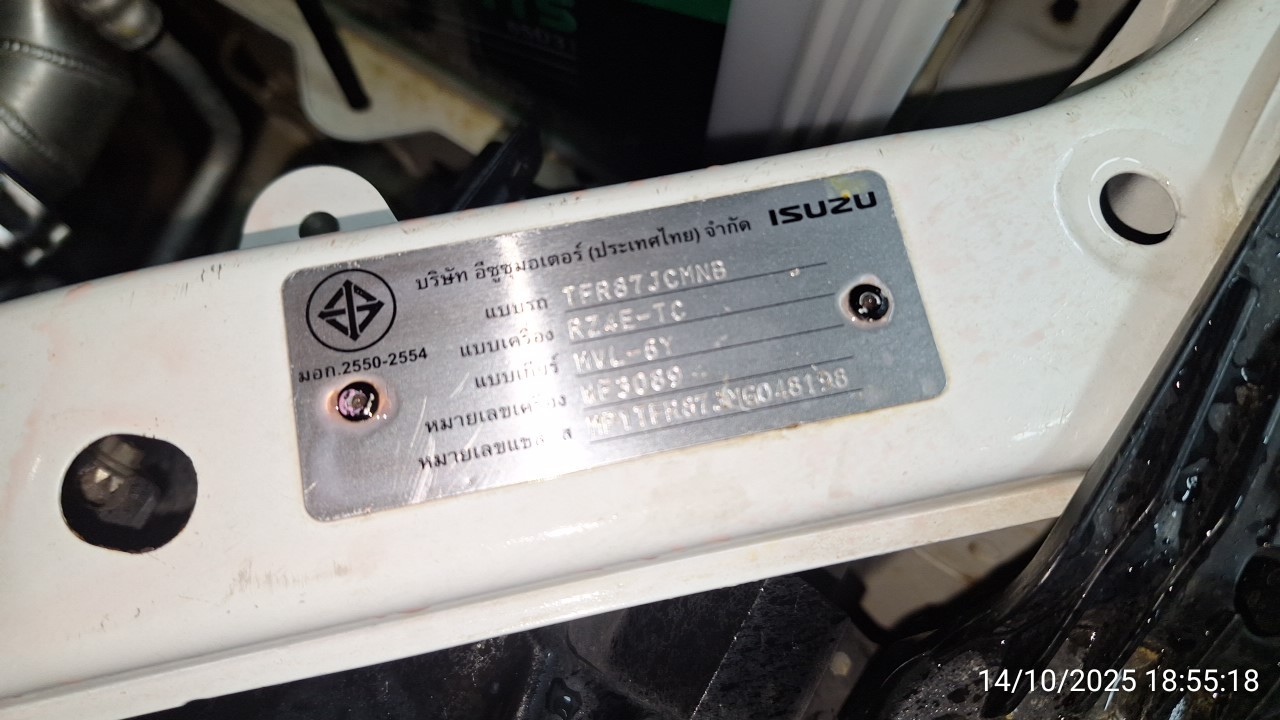 บริษัท อีซูซุมอเตอร์ (ประเทศไทย) จำกัด ISUZU
แบบรถ TFR87JCMNB
แบบเครื่อง RZ4E-TC
มอก.2550-2554
แบบเกียร์ MVL-6Y
หมายเลขเครื่อง WF3089
หมายเลขแชสซีส
14/10/2025 18:55:18